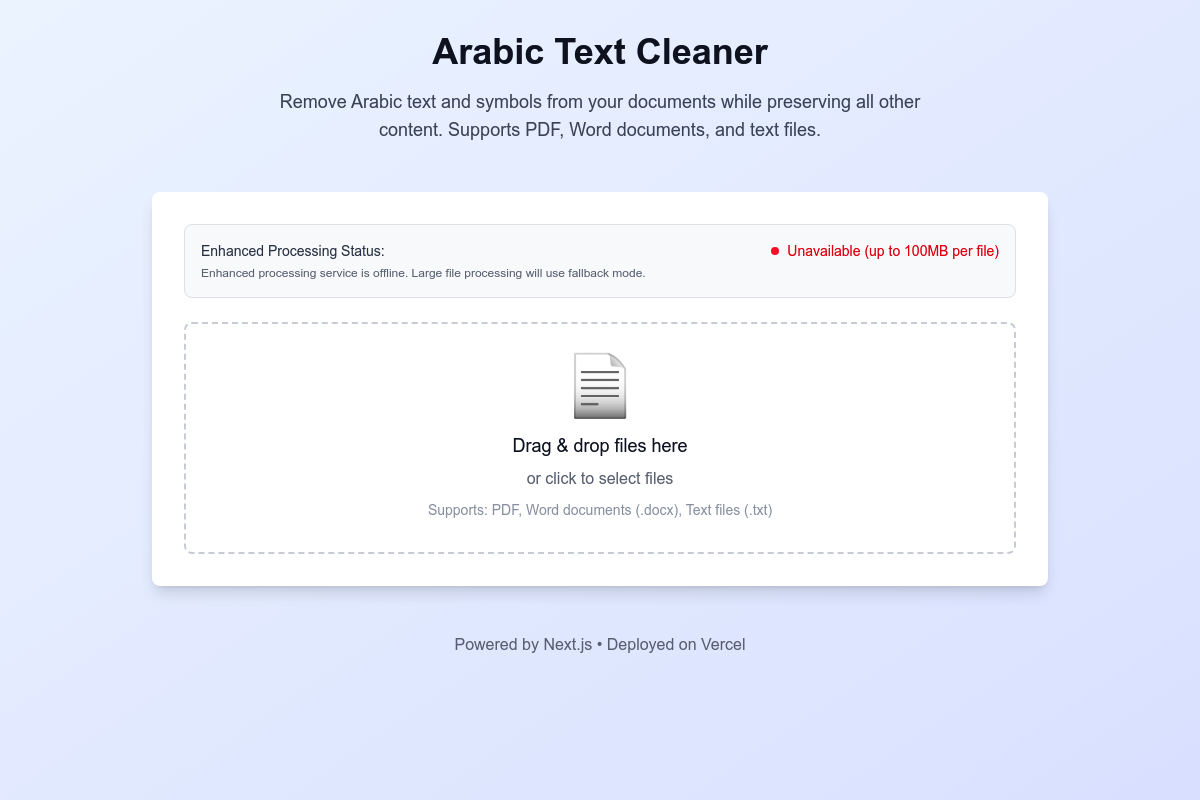 Arabic Text Cleaner
Remove Arabic text and symbols from your documents while preserving all other
content. Supports PDF, Word documents, and text files.
Enhanced Processing Status:
Unavailable (up to 100MB per file)
Enhanced processing service is offline. Large file processing will use fallback mode.
Drag & drop files here
or click to select files
Supports: PDF, Word documents (.docx), Text files (.txt)
Powered by Next.js • Deployed on Vercel